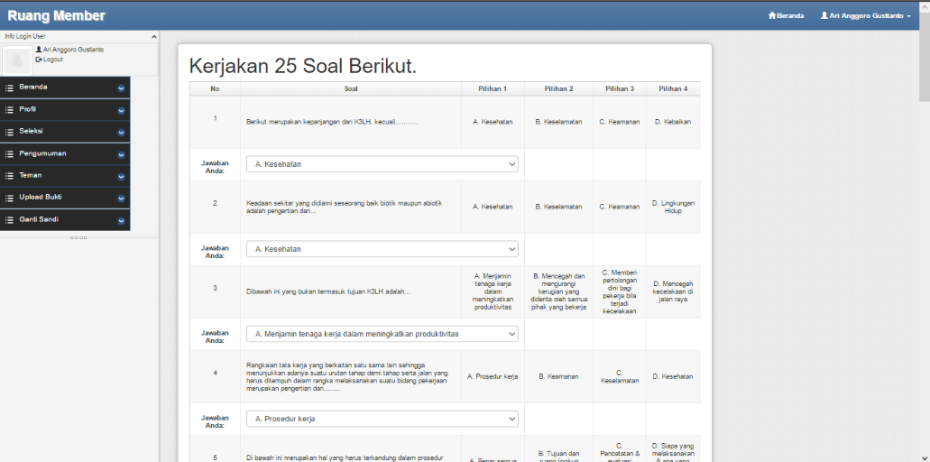 Ruang Member
Beranda
Ari Anggoro Gustianto
Info Login User
Ari Anggoro Gustianto
Logout
Beranda
Profil
Seleksi
Pengumuman
Teman
Upload Bukti
Ganti Sandi
Kerjakan 25 Soal Berikut.
No Soal Pilihan 1 Pilihan 2 Pilihan 3 Pilihan 4
1 Berikut merupakan kepanjangan dari K3LH, kecuali........... A. Kesehatan B. Keselamatan C. Keamanan D. Kebaikan
Jawaban
Anda:
A. Kesehatan
2
Keadaan sekitar yang didiami seseorang baik biotik maupun abiotik
adalah pengertian dari...
A. Kesehatan
B. Keselamatan
C. Keamanan
D. Lingkungan
Hidup
Jawaban
Anda:
A. Kesehatan
3
Dibawah ini yang bukan termasuk tujuan K3LH adalah...
A. Menjamin
tenaga kerja
dalam
meningkatkan
produktivitas
B. Mencegah dan
mengurangi
kerugian yang
diderita oleh semua
pihak yang bekerja
C. Memberi
pertolongan
dini bagi
pekerja bila
terjadi
kecelakaan
D. Mencegah
kecelakaan di
jalan raya
Jawaban
Anda:
A. Menjamin tenaga kerja dalam meningkatkan produktivitas
4
Rangkaian tata kerja yang berkaitan satu sama lain sehingga
menunjukkan adanya suatu urutan tahap demi tahap serta jalan yang
harus ditempuh dalam rangka melaksanakan suatu bidang pekerjaan
merupakan pengertian dari........
A. Prosedur kerja
B. Keamanan
C.
Keselamatan
D. Kesehatan
Jawaban
Anda:
A. Prosedur kerja
5
Di bawah ini merupakan hal yang harus terkandung dalam prosedur
A. Benar semua
B. Tujuan dan
ruang lingkup
C.
Pencatatan &
evaluasi
D. Siapa yang
melaksanakan
& apa yang